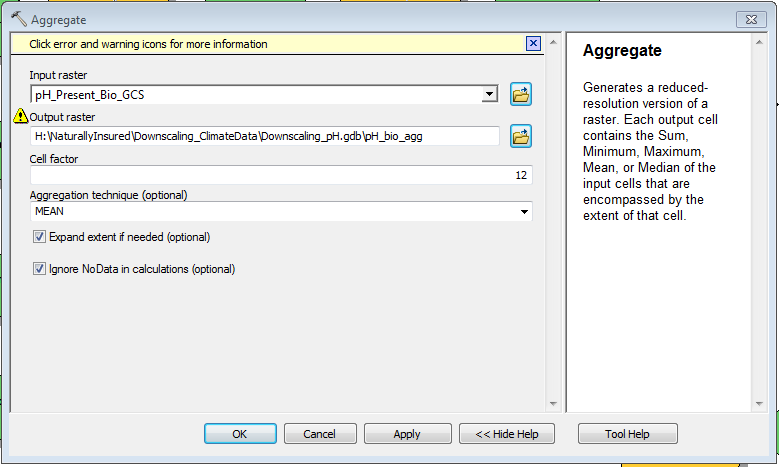 Aggregate
Click error and warning icons for more information
Input raster
pH_Present_Bio_GCS
Output raster
H:\NaturallyInsured\Downscaling_ClimateData\Downscaling_pH.gdb\pH_bio_agg
Cell factor
12
Aggregation technique (optional)
MEAN
Expand extent if needed (optional)
Ignore NoData in calculations (optional)
OK
Cancel
Apply
<< Hide Help
Aggregate
Generates a reduced-
resolution version of a
raster. Each output cell
contains the Sum,
Minimum, Maximum,
Mean, or Median of the
input cells that are
encompassed by the
extent of that cell.
Tool Help